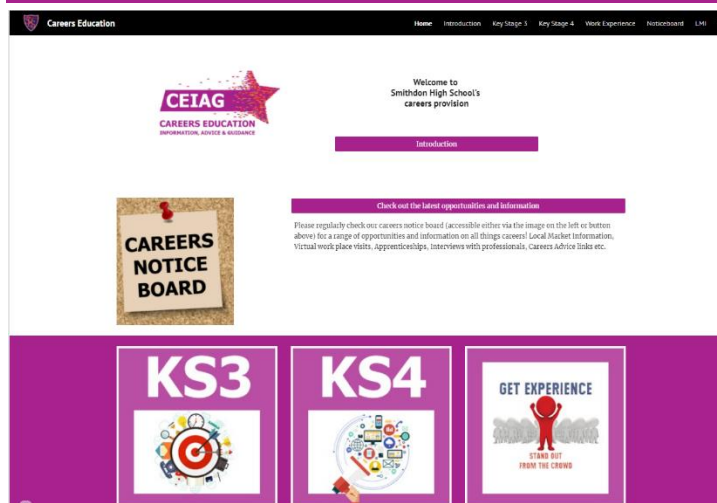 Careers Education
Home Introduction Key Stage 3 Key Stage 4 Work Experience Noticeboard LMI
CEIAG
CAREERS EDUCATION
INFORMATION, ADVICE & GUIDANCE
Welcome to
Smithdon High School's
careers provision
Introduction
CAREERS
NOTICE
BOARD
Check out the latest opportunities and information
Please regularly check our careers notice board (accessible either via the image on the left or button
above) for a range of opportunities and information on all things careers! Local Market Information,
Virtual work place visits, Apprenticeships, Interviews with professionals, Careers Advice links etc.
KS3
KS4
GET EXPERIENCE
STAND OUT
FROM THE CROWD